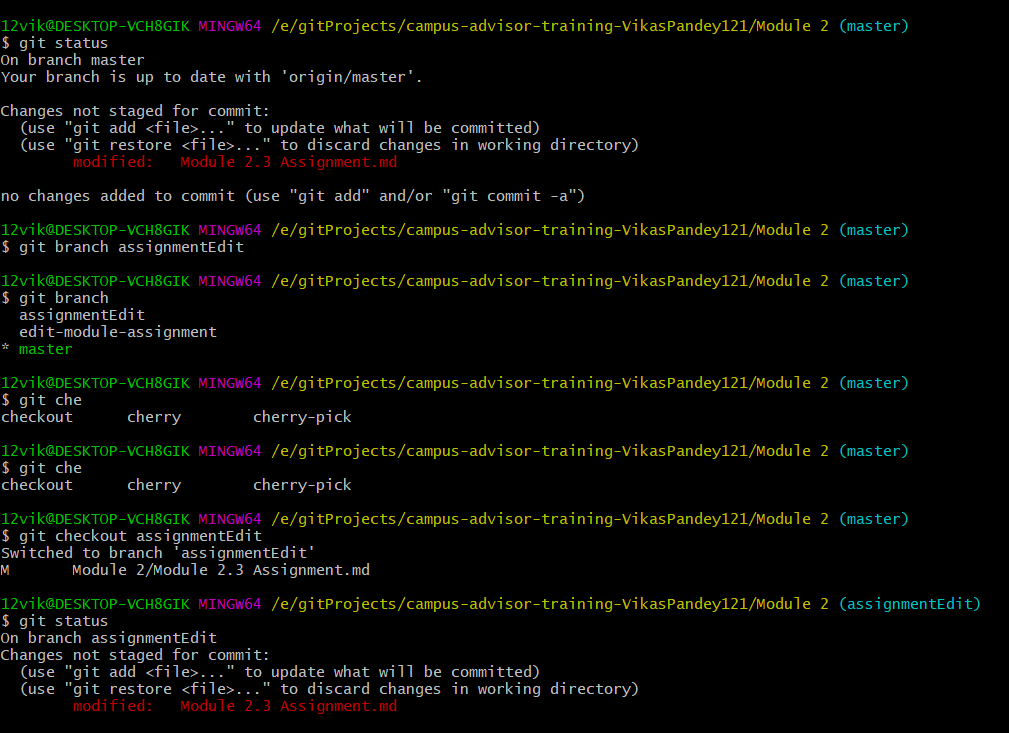 12vik@DESKTOP-VCH8GIK MINGW64 /e/gitProjects/campus-advisor-training-VikasPandey121/Module 2 (master)
$ git status
On branch master
Your branch is up to date with 'origin/master'.
Changes not staged for commit:
(use "git add <file>..." to update what will be committed)
(use "git restore <file>..." to discard changes in working directory)
modified: Module 2.3 Assignment.md
no changes added to commit (use "git add" and/or "git commit -a")
12vik@DESKTOP-VCH8GIK MINGW64 /e/gitProjects/campus-advisor-training-VikasPandey121/Module 2 (master)
$ git branch assignmentEdit
12vik@DESKTOP-VCH8GIK MINGW64 /e/gitProjects/campus-advisor-training-VikasPandey121/Module 2 (master)
$ git branch
assignmentEdit
edit-module-assignment
* master
12vik@DESKTOP-VCH8GIK MINGW64 /e/gitProjects/campus-advisor-training-VikasPandey121/Module 2 (master)
$ git che
checkout cherry cherry-pick
12vik@DESKTOP-VCH8GIK MINGW64 /e/gitProjects/campus-advisor-training-VikasPandey121/Module 2 (master)
$ git che
checkout cherry cherry-pick
12vik@DESKTOP-VCH8GIK MINGW64 /e/gitProjects/campus-advisor-training-VikasPandey121/Module 2 (master)
$ git checkout assignmentEdit
Switched to branch 'assignmentEdit'
M Module 2/Module 2.3 Assignment.md
12vik@DESKTOP-VCH8GIK MINGW64 /e/gitProjects/campus-advisor-training-VikasPandey121/Module 2 (assignmentEdit)
$ git status
On branch assignmentEdit
Changes not staged for commit:
(use "git add <file>..." to update what will be committed)
(use "git restore <file>..." to discard changes in working directory)
modified: Module 2.3 Assignment.md